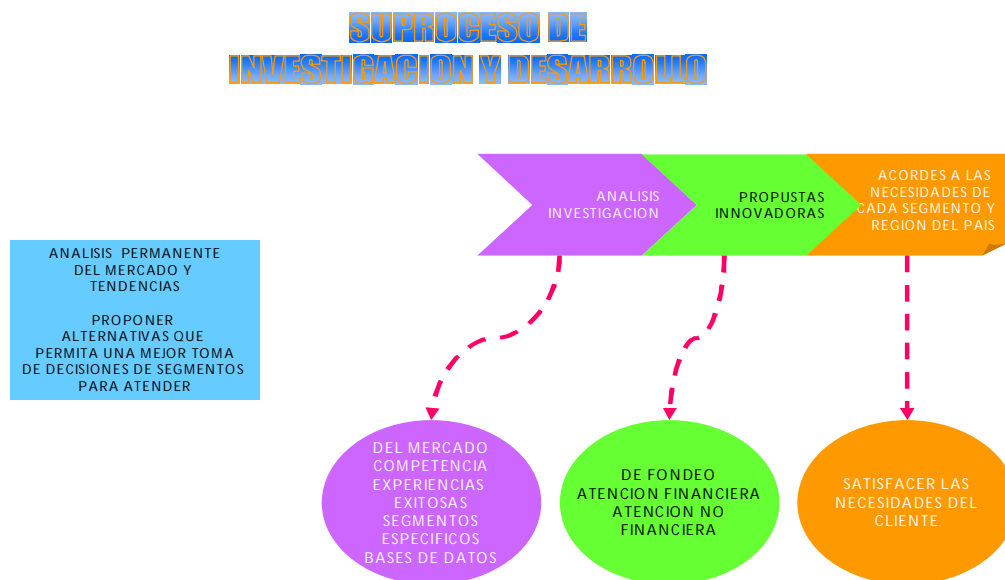 SUPROCESO DE
INVESTIGACION Y DESARROLLO
ANALISIS
INVESTIGACION
PROPUSTAS
INNOVADORAS
ACORDES A LAS
NECESIDADES DE
CADA SEGMENTO Y
REGION DEL PAIS
ANALISIS PERMANENTE
DEL MERCADO Y
TENDENCIAS
PROPONER
ALTERNATIVAS QUE
PERMITA UNA MEJOR TOMA
DE DECISIONES DE SEGMENTOS
PARA ATENDER
DEL MERCADO
COMPETENCIA
EXPERIENCIAS
EXITOSAS
SEGMENTOS
ESPECIFICOS
BASES DE DATOS
DE FONDEO
ATENCION FINANCIERA
ATENCION NO
FINANCIERA
SATISFACER LAS
NECESIDADES DEL
CLIENTE